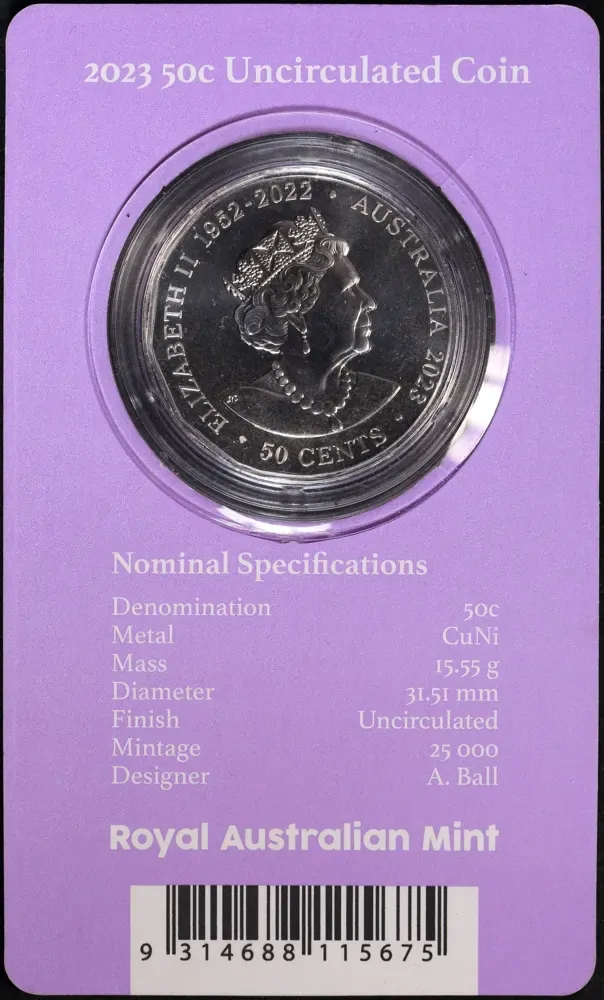 2023 50c Uncirculated Coin
ELIZABETH II 1952-2022 • AUSTRALIA 2023 •
• 50 CENTS
JC
Nominal Specifications
Denomination 50c
Metal CuNi
Mass 15.55 g
Diameter 31.51 mm
Finish Uncirculated
Mintage 25 000
Designer A. Ball
Royal Australian Mint
9 314688 115675